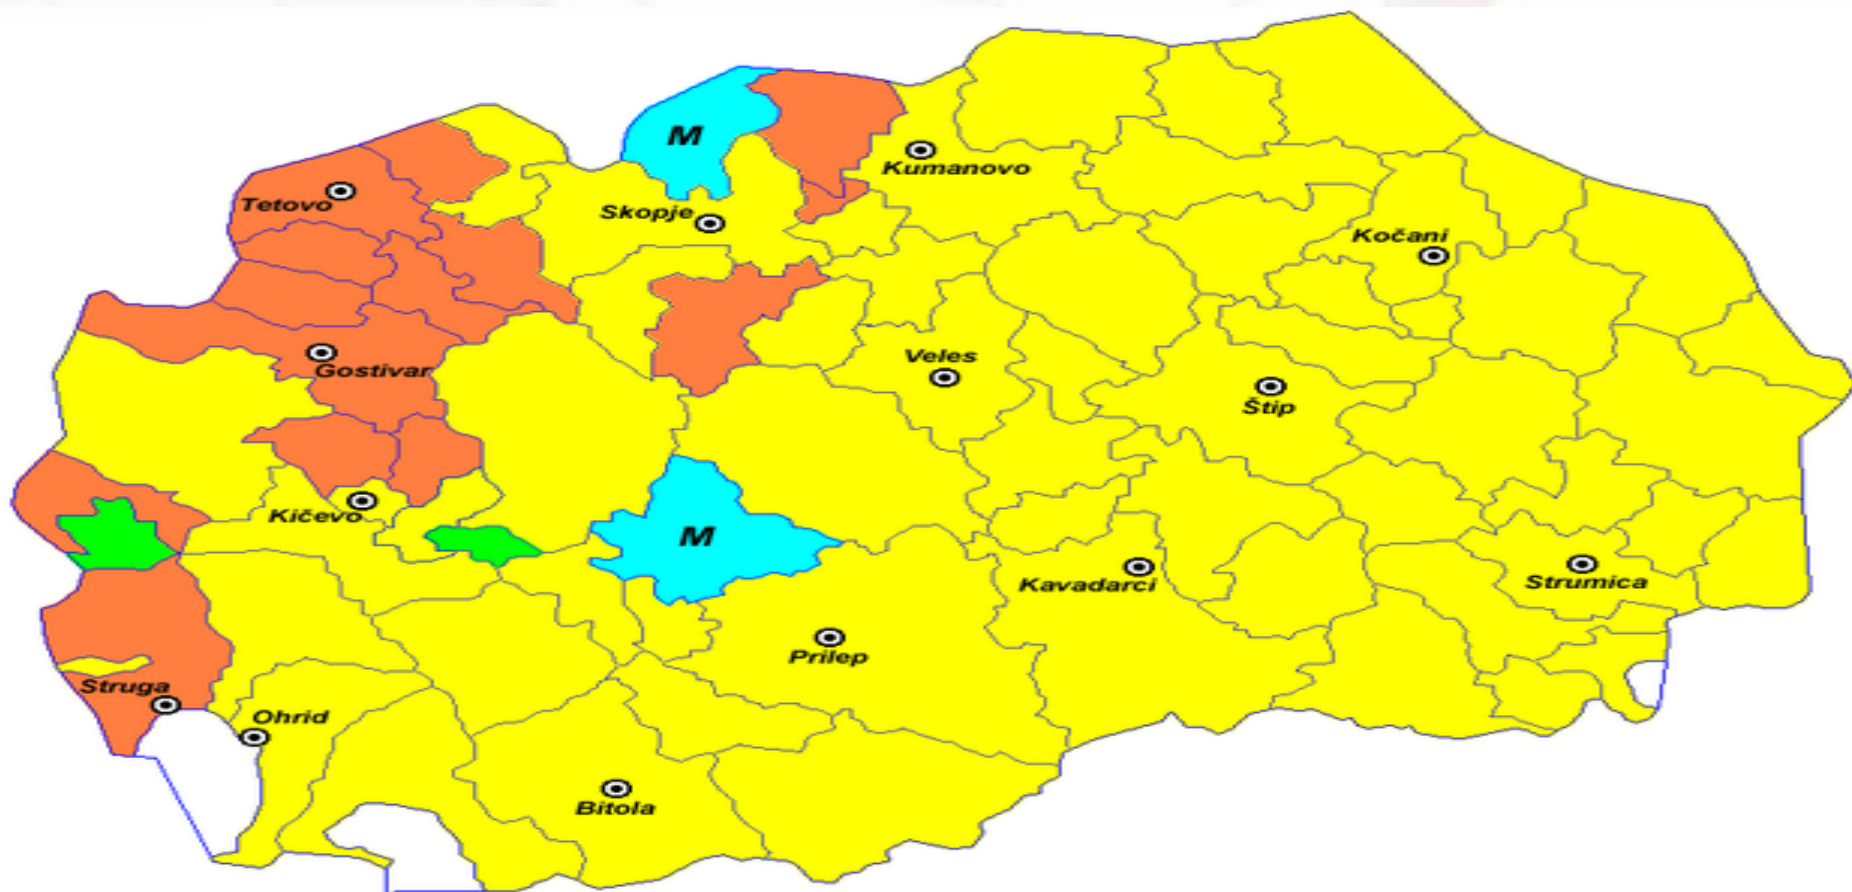 M
Kumanovo
Tetovo
Skopje
Kočani
Gostivar
Veles
Štip
Kičevo
M
Kavadarci
Strumica
Prilep
Struga
Ohrid
Bitola